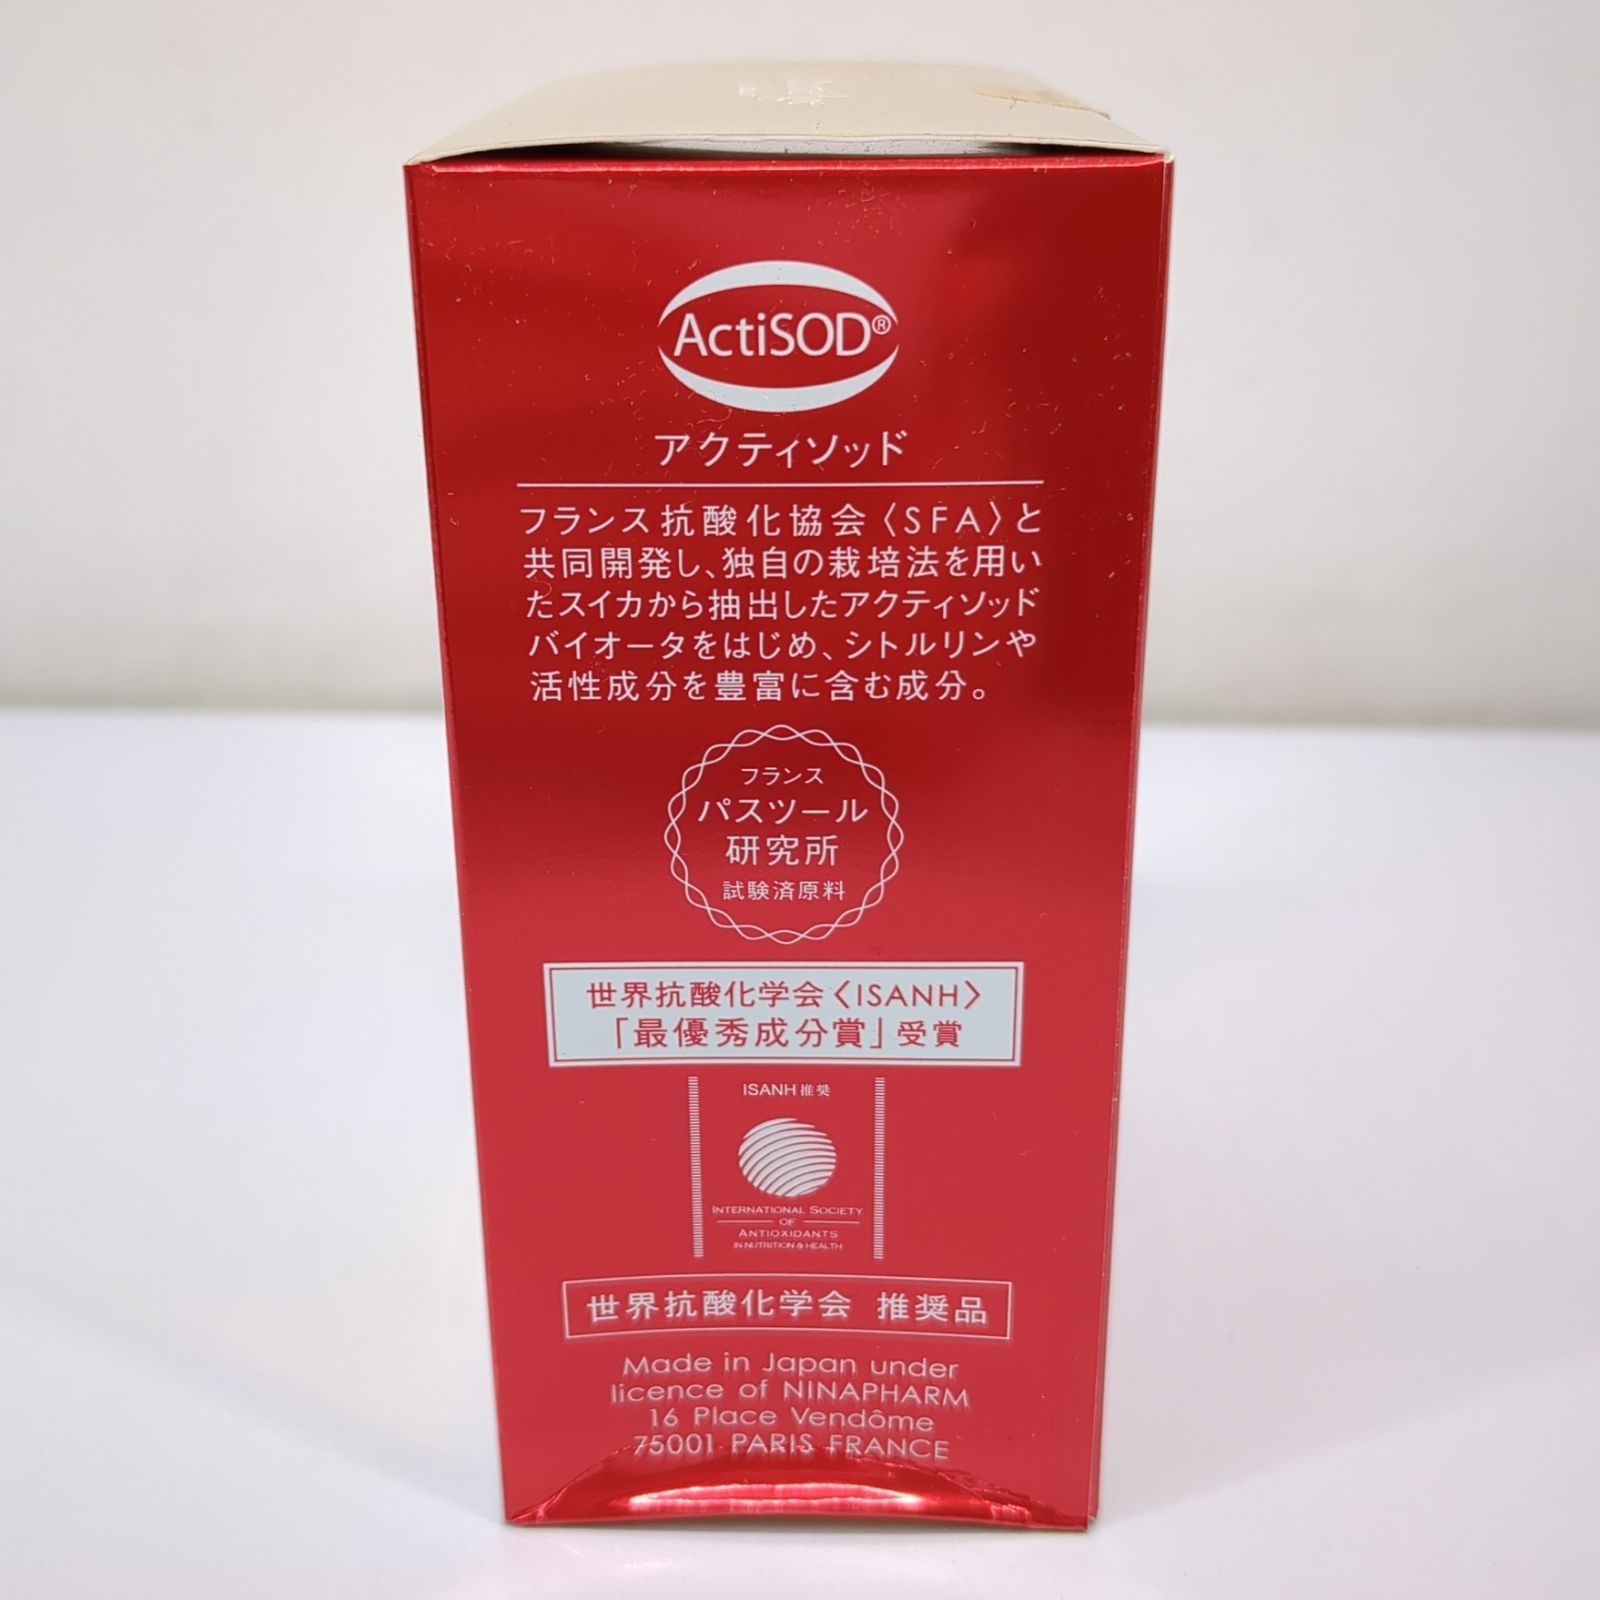 ActiSOD®
アクティソッド
フランス抗酸化協会〈SFA〉と
共同開発し、独自の栽培法を用い
たスイカから抽出したアクティソッド
バイオータをはじめ、シトルリンや
活性成分を豊富に含む成分。
フランス
パスツール
研究所
試験済原料
世界抗酸化学会〈ISANH〉
「最優秀成分賞」受賞
ISANH推奨
INTERNATIONAL SOCIETY
OF
ANTIOXIDANTS
IN NUTRITION & HEALTH
世界抗酸化学会 推奨品
Made in Japan under
licence of NINAPHARM
16 Place Vendôme
75001 PARIS FRANCE